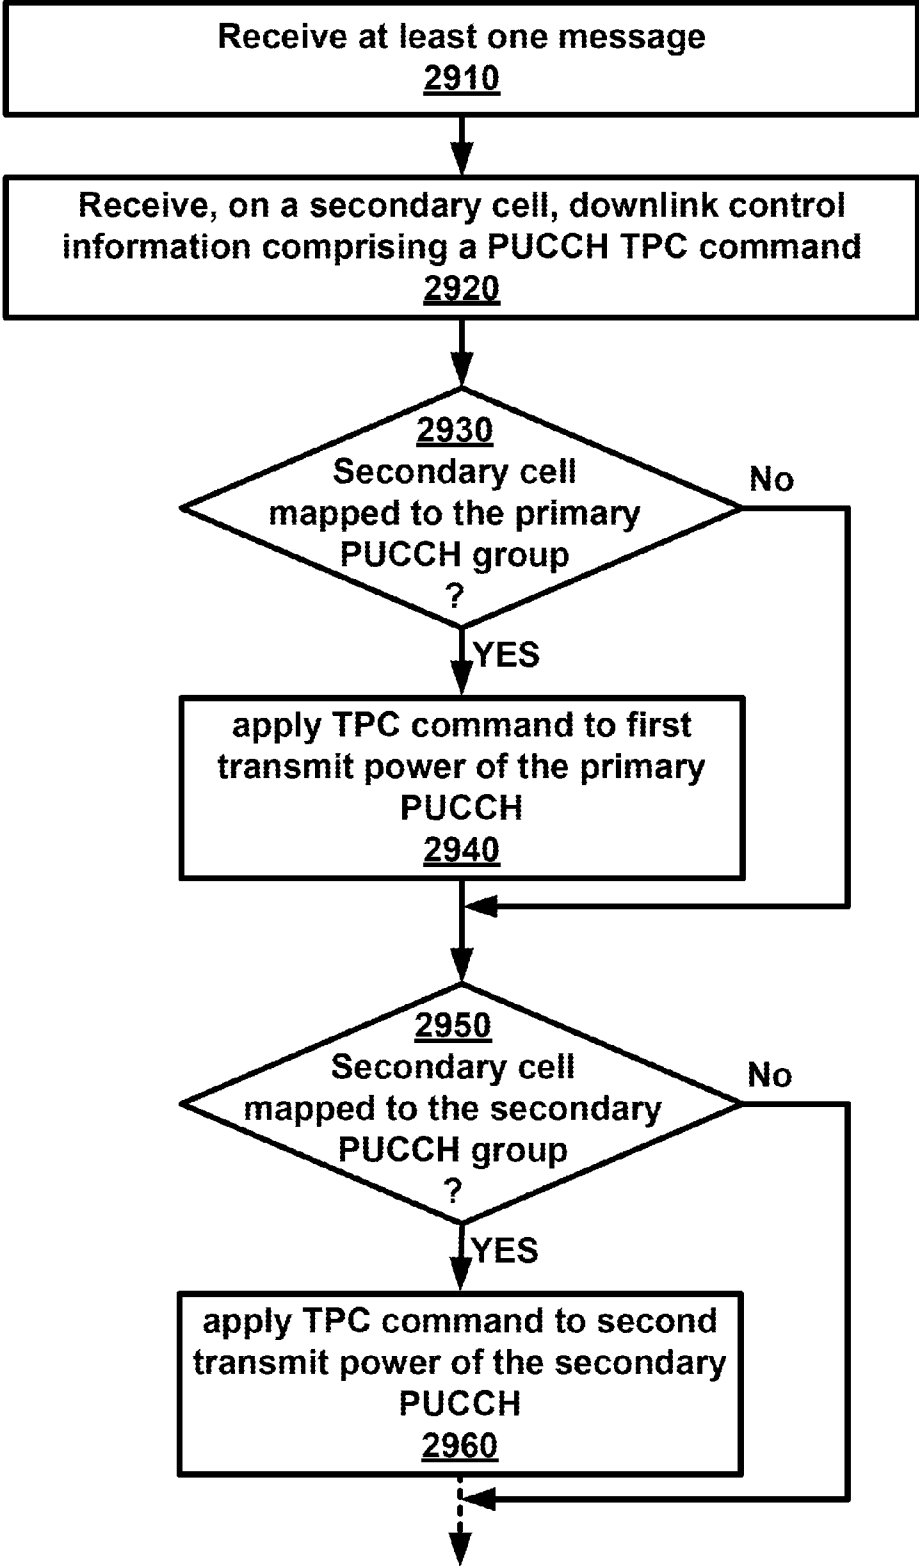 Receive at least one message
2910
Receive, on a secondary cell, downlink control
information comprising a PUCCH TPC command
2920
2930
Secondary cell
mapped to the primary
PUCCH group
?
No
YES
apply TPC command to first
transmit power of the primary
PUCCH
2940
2950
Secondary cell
mapped to the secondary
PUCCH group
?
No
YES
apply TPC command to second
transmit power of the secondary
PUCCH
2960